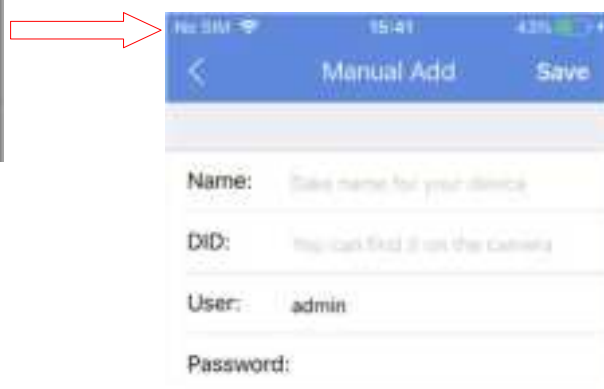 No SIM 15:41 43%
Manual Add Save
Name: name for your device
DID: You can find it on the camera
User: admin
Password: